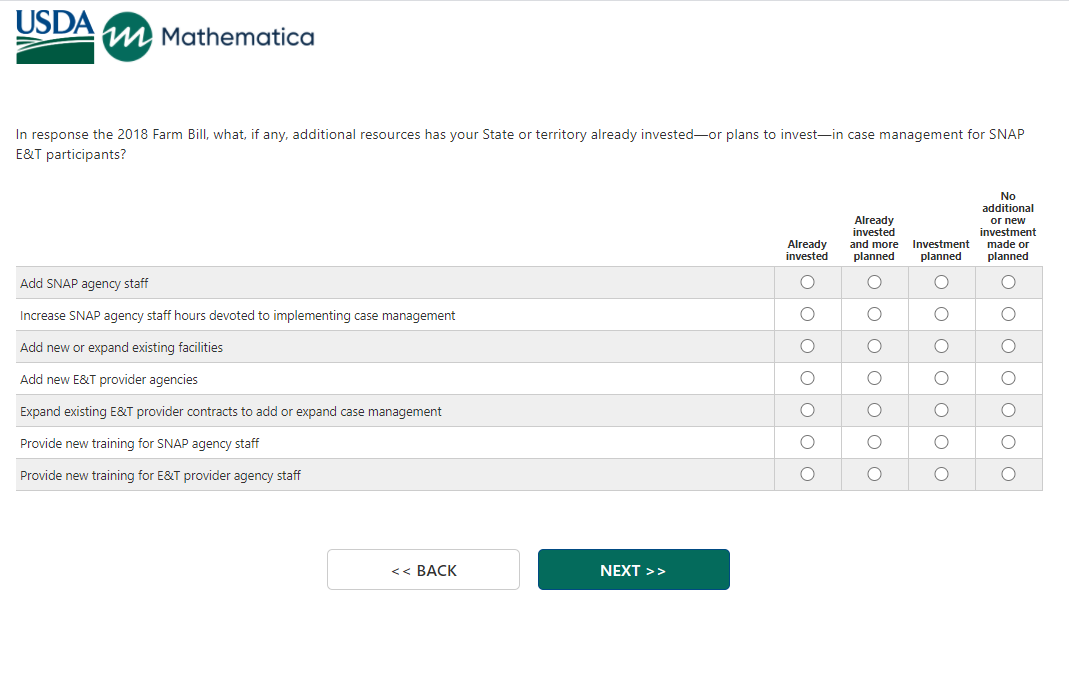 USDA
m Mathematica
In response the 2018 Farm Bill, what, if any, additional resources has your State or territory already invested—or plans to invest—in case management for SNAP
E&T participants?
Already
invested
Already
invested
and more
planned
Investment
planned
No
additional
or new
investment
made or
planned
Add SNAP agency staff
Increase SNAP agency staff hours devoted to implementing case management
Add new or expand existing facilities
Add new E&T provider agencies
Expand existing E&T provider contracts to add or expand case management
Provide new training for SNAP agency staff
Provide new training for E&T provider agency staff
<< BACK
NEXT >>